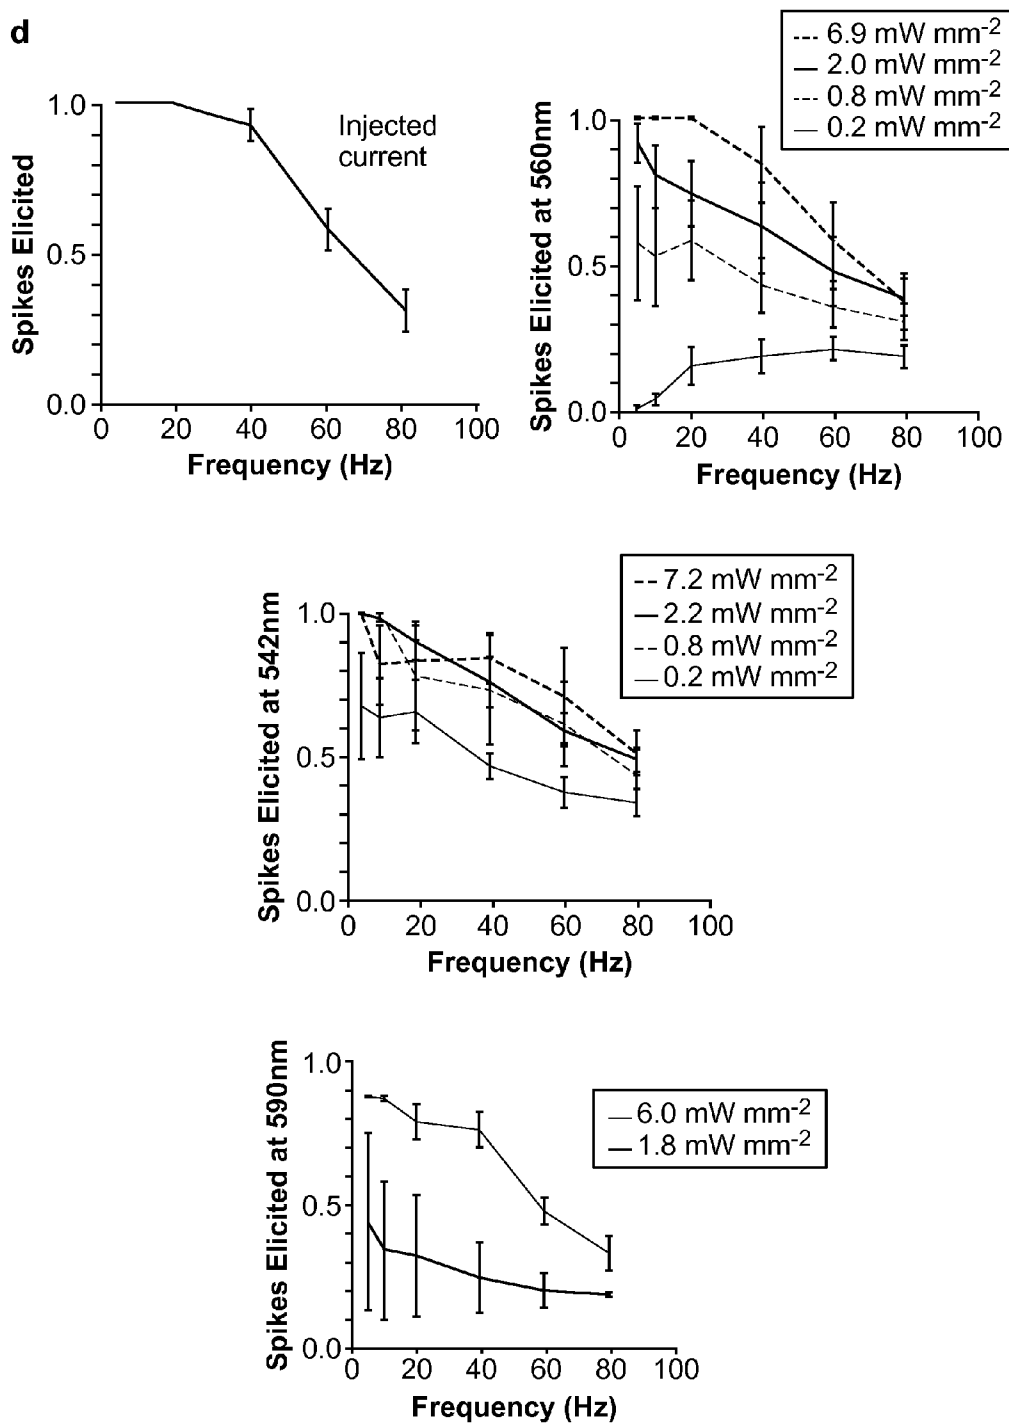 d
6.9 mW mm-2
2.0 mW mm-2
0.8 mW mm-2
0.2 mW mm-2
Spikes Elicited
1.0
0.5
0.0
Injected
current
0 20 40 60 80 100
Frequency (Hz)
Spikes Elicited at 560nm
1.0
0.5
0.0
0 20 40 60 80 100
Frequency (Hz)
7.2 mW mm-2
2.2 mW mm-2
0.8 mW mm-2
0.2 mW mm-2
Spikes Elicited at 542nm
1.0
0.5
0.0
0 20 40 60 80 100
Frequency (Hz)
Spikes Elicited at 590nm
1.0
0.5
0.0
6.0 mW mm-2
1.8 mW mm-2
0 20 40 60 80 100
Frequency (Hz)